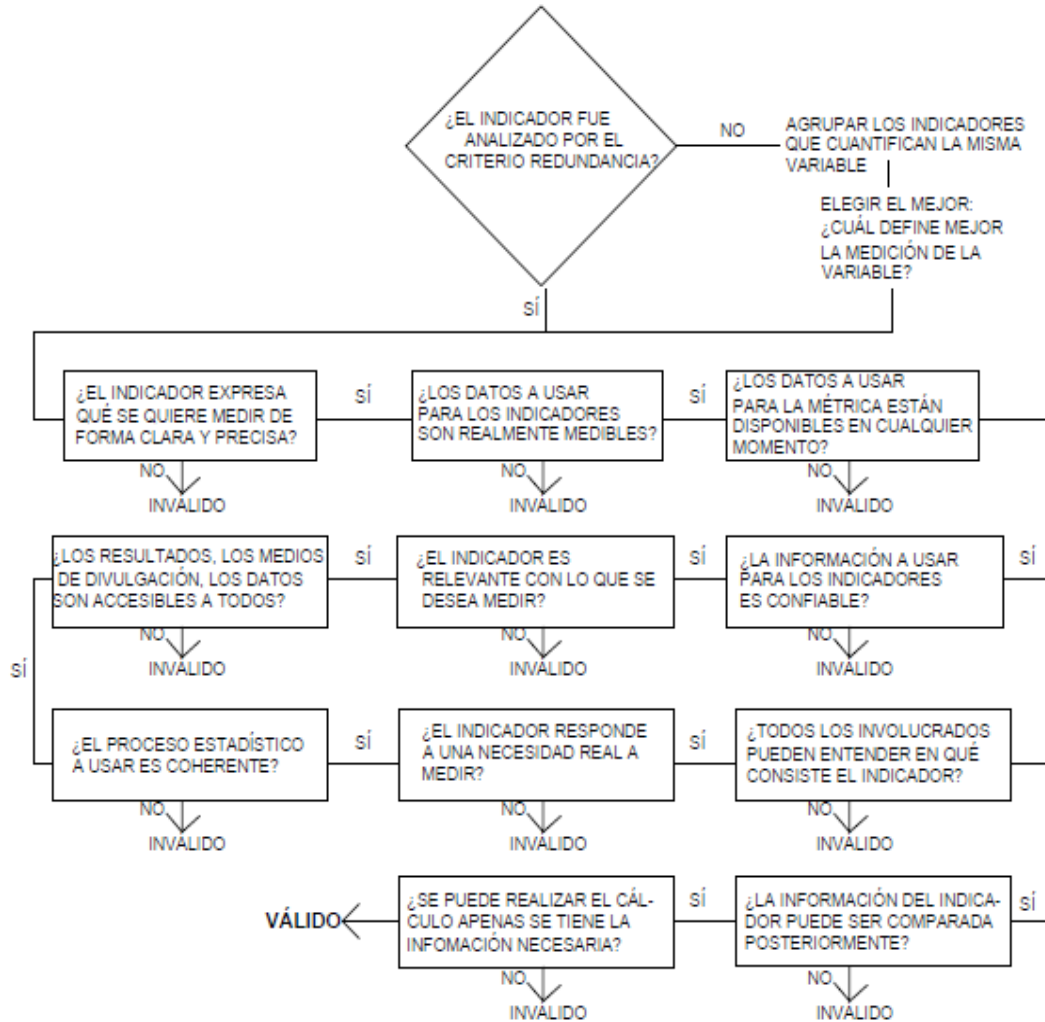 ¿EL INDICADOR FUE
ANALIZADO POR EL
CRITERIO REDUNDANCIA?
NO
AGRUPAR LOS INDICADORES
QUE CUANTIFICAN LA MISMA
VARIABLE
ELEGIR EL MEJOR:
¿CUÁL DEFINE MEJOR
LA MEDICIÓN DE LA
VARIABLE?
SÍ
¿EL INDICADOR EXPRESA
QUÉ SE QUIERE MEDIR DE
FORMA CLARA Y PRECISA?
SÍ
¿LOS DATOS A USAR
PARA LOS INDICADORES
SON REALMENTE MEDIBLES?
SÍ
¿LOS DATOS A USAR
PARA LA MÉTRICA ESTÁN
DISPONIBLES EN CUALQUIER
MOMENTO?
NO
INVALIDO
NO
INVALIDO
NO
INVALIDO
¿LOS RESULTADOS, LOS MEDIOS
DE DIVULGACIÓN, LOS DATOS
SON ACCESIBLES A TODOS?
SÍ
¿EL INDICADOR ES
RELEVANTE CON LO QUE SE
DESEA MEDIR?
SÍ
¿LA INFORMACIÓN A USAR
PARA LOS INDICADORES
ES CONFIABLE?
SÍ
NO
INVALIDO
NO
INVALIDO
NO
INVALIDO
SÍ
¿EL PROCESO ESTADÍSTICO
A USAR ES COHERENTE?
SÍ
¿EL INDICADOR RESPONDE
A UNA NECESIDAD REAL A
MEDIR?
SÍ
¿TODOS LOS INVOLUCRADOS
PUEDEN ENTENDER EN QUÉ
CONSISTE EL INDICADOR?
NO
INVALIDO
NO
INVALIDO
NO
INVALIDO
VÁLIDO
¿SE PUEDE REALIZAR EL CÁL-
CULO APENAS SE TIENE LA
INFOMACIÓN NECESARIA?
SÍ
¿LA INFORMACIÓN DEL INDICA-
DOR PUEDE SER COMPARADA
POSTERIORMENTE?
SÍ
NO
INVALIDO
NO
INVALIDO